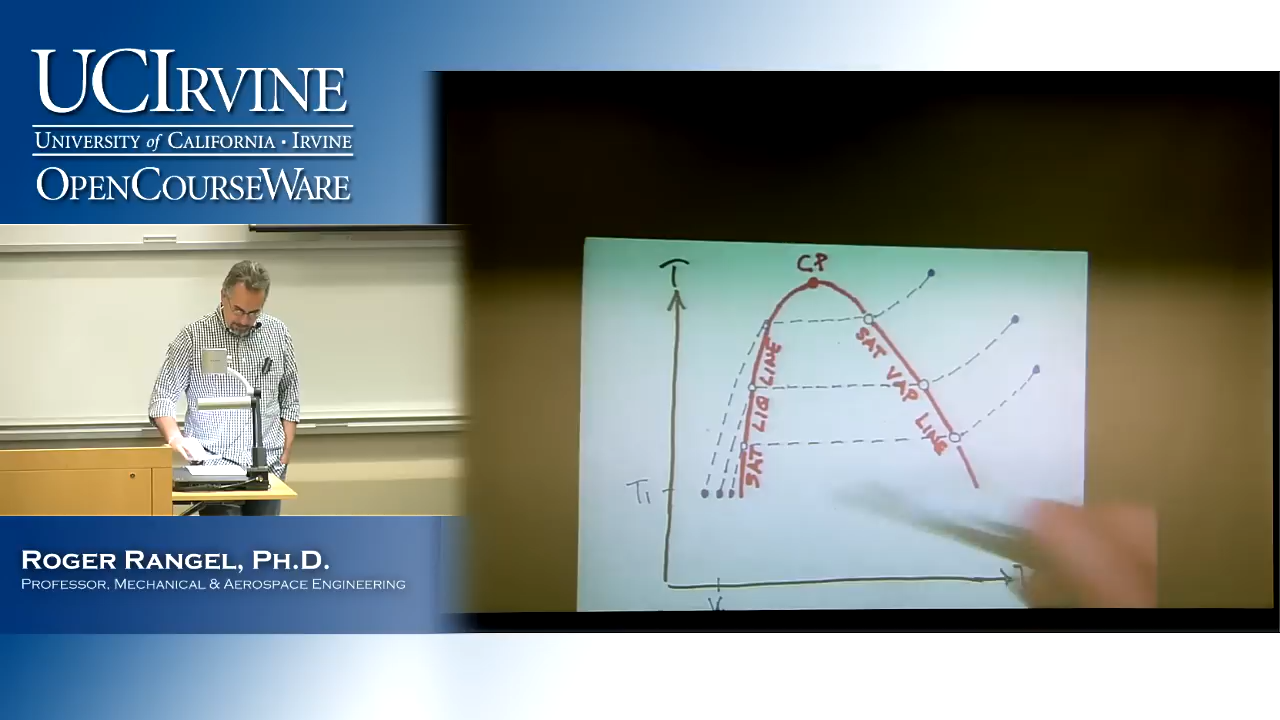 UCIRVINE
UNIVERSITY of CALIFORNIA · IRVINE
OPENCOURSEWARE
ROGER RANGEL, PH.D.
PROFESSOR, MECHANICAL & AEROSPACE ENGINEERING
T
CP
SAT LIQ LINE
SAT VAP LINE
T1